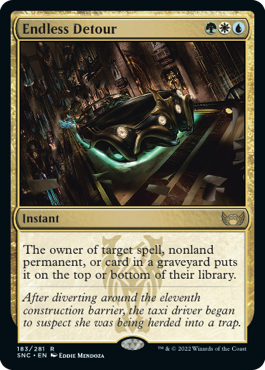 Endless Detour
Instant
The owner of target spell, nonland
permanent, or card in a graveyard puts
it on the top or bottom of their library.
After diverting around the eleventh
construction barrier, the taxi driver began
to suspect she was being herded into a trap.
183/281 R
SNC • EN EDDIE MENDOZA
™ & © 2022 Wizards of the Coast